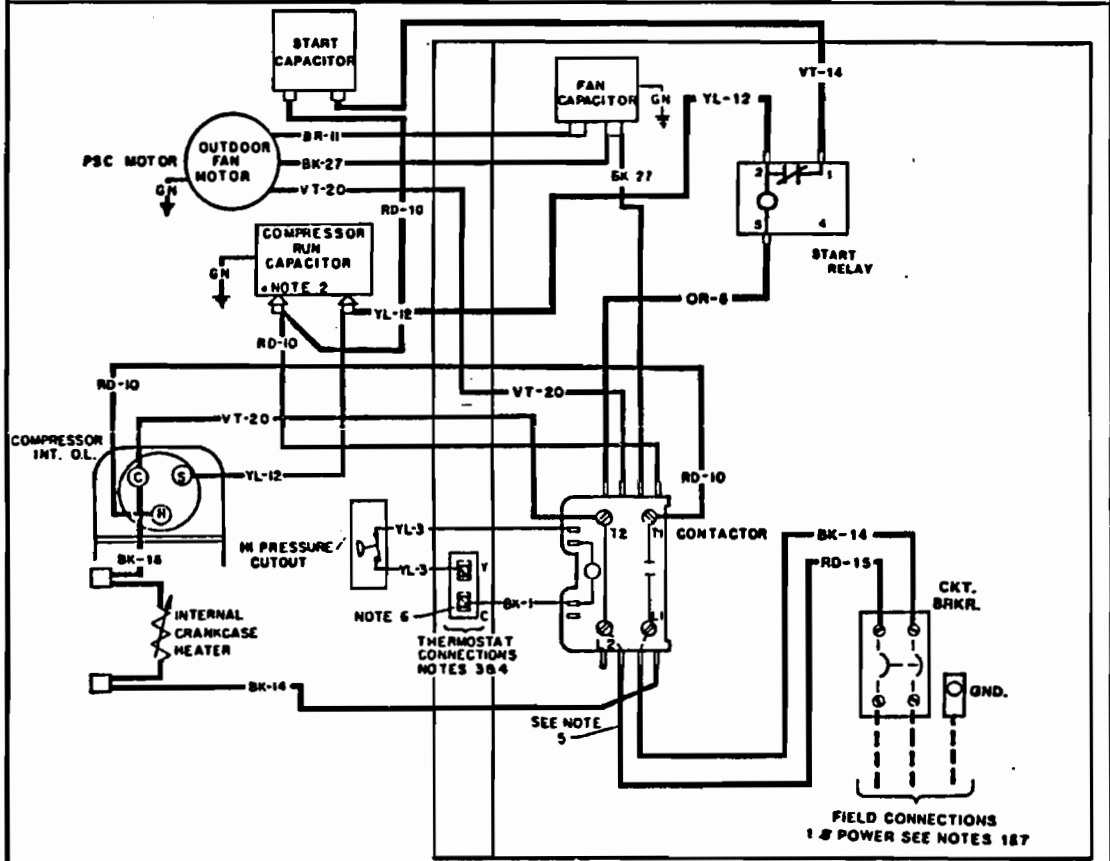 START
CAPACITOR
FAN
CAPACITOR
GN
VT-14
YL-12
PSC MOTOR
OUTDOOR
FAN
MOTOR
GN
BR-11
BK-27
VT-20
BK 27
RD-10
2
1
5
4
START
RELAY
COMPRESSOR
RUN
CAPACITOR
NOTE 2
GN
YL-12
OR-6
RD-10
RD-10
VT-20
VT-20
COMPRESSOR
INT. O.L.
C
S
YL-12
RD-10
T2
T1
CONTACTOR
YL-3
HI PRESSURE
CUTOUT
YL-3
Y
BK-1
C
NOTE 6
THERMOSTAT
CONNECTIONS
NOTES 3&4
L2
L1
BK-14
RD-15
CKT.
BRKR.
INTERNAL
CRANKCASE
HEATER
BK-14
SEE NOTE
5
GND.
FIELD CONNECTIONS
POWER SEE NOTES 1&7